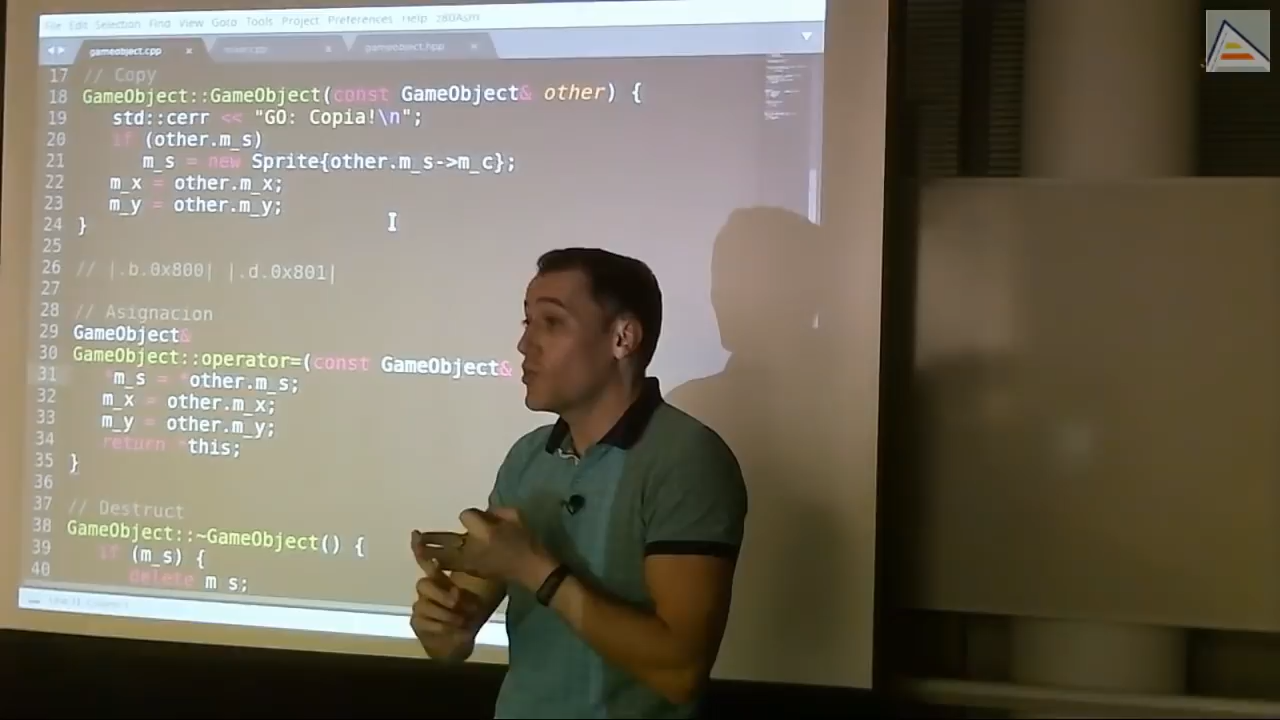 File Edit Selection Find View Goto Tools Project Preferences Help z80Asm
gameobject.cpp × × gameobject.hpp ×
17 // Copy
18 GameObject::GameObject(const GameObject& other) {
19 std::cerr << "GO: Copia!\n";
20 if (other.m_s)
21 m_s = new Sprite{other.m_s->m_c};
22 m_x = other.m_x;
23 m_y = other.m_y;
24 }
25
26 // |.b.0x800| |.d.0x801|
27
28 // Asignacion
29 GameObject&
30 GameObject::operator=(const GameObject&
31 *m_s = *other.m_s;
32 m_x = other.m_x;
33 m_y = other.m_y;
34 return *this;
35 }
36
37 // Destruct
38 GameObject::~GameObject() {
39 if (m_s) {
40 delete m_s;